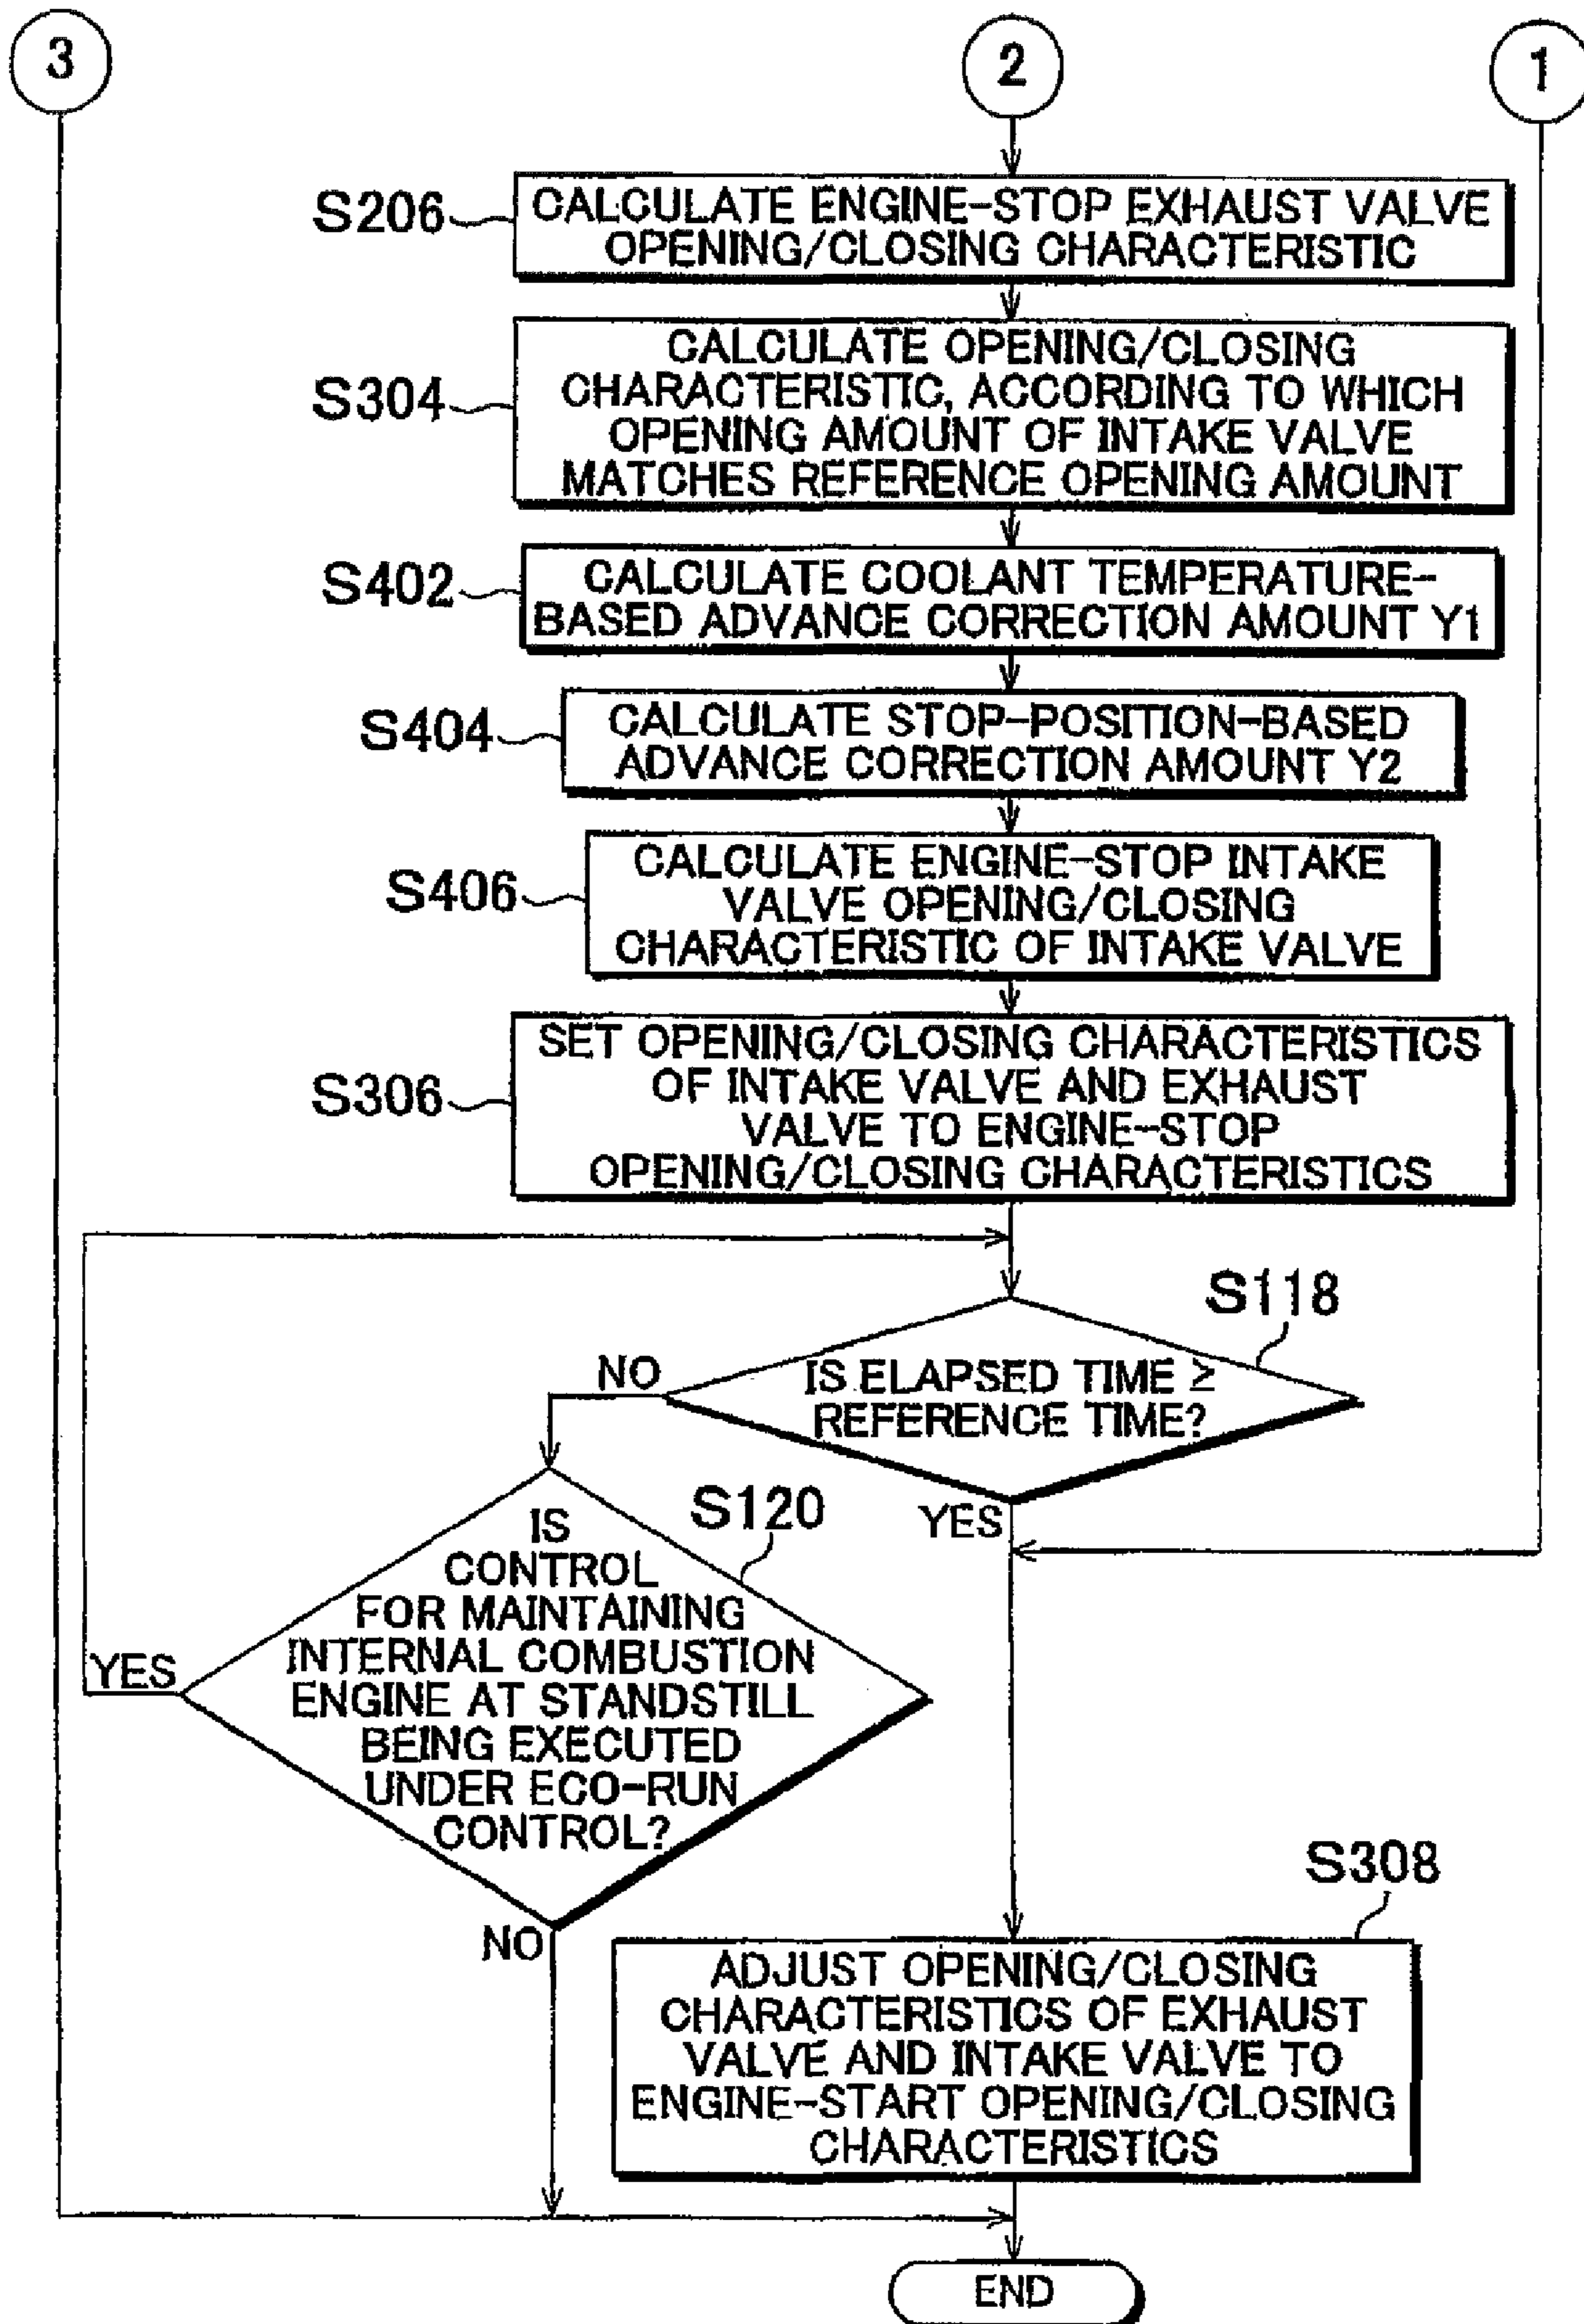 3
2
1
S206
CALCULATE ENGINE-STOP EXHAUST VALVE
OPENING/CLOSING CHARACTERISTIC
S304
CALCULATE OPENING/CLOSING
CHARACTERISTIC, ACCORDING TO WHICH
OPENING AMOUNT OF INTAKE VALVE
MATCHES REFERENCE OPENING AMOUNT
S402
CALCULATE COOLANT TEMPERATURE-
BASED ADVANCE CORRECTION AMOUNT Y1
S404
CALCULATE STOP-POSITION-BASED
ADVANCE CORRECTION AMOUNT Y2
S406
CALCULATE ENGINE-STOP INTAKE
VALVE OPENING/CLOSING
CHARACTERISTIC OF INTAKE VALVE
S306
SET OPENING/CLOSING CHARACTERISTICS
OF INTAKE VALVE AND EXHAUST
VALVE TO ENGINE-STOP
OPENING/CLOSING CHARACTERISTICS
S118
IS ELAPSED TIME ≥
REFERENCE TIME?
NO
YES
S120
IS
CONTROL
FOR MAINTAINING
INTERNAL COMBUSTION
ENGINE AT STANDSTILL
BEING EXECUTED
UNDER ECO-RUN
CONTROL?
YES
NO
S308
ADJUST OPENING/CLOSING
CHARACTERISTICS OF EXHAUST
VALVE AND INTAKE VALVE TO
ENGINE-START OPENING/CLOSING
CHARACTERISTICS
END